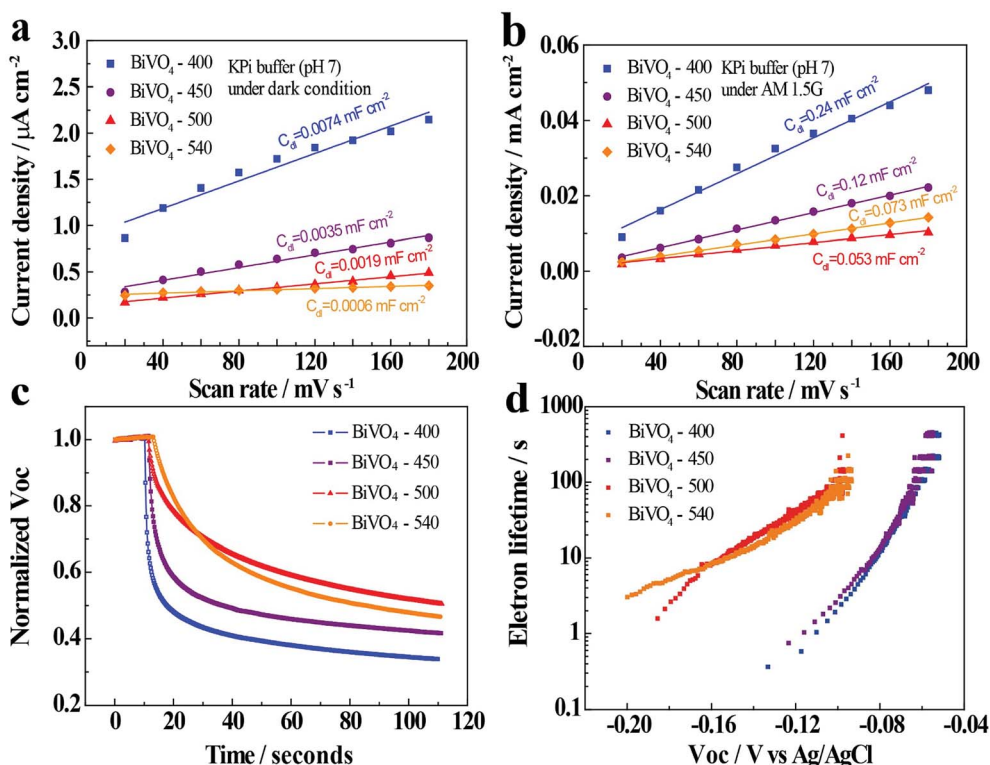 a
Current density / μA cm⁻²
3.0
2.5
2.0
1.5
1.0
0.5
0.0
BiVO₄ - 400
BiVO₄ - 450
BiVO₄ - 500
BiVO₄ - 540
KPi buffer (pH 7)
under dark condition
C_dl=0.0074 mF cm⁻²
C_dl=0.0035 mF cm⁻²
C_dl=0.0019 mF cm⁻²
C_dl=0.0006 mF cm⁻²
0 40 80 120 160 200
Scan rate / mV s⁻¹
b
Current density / mA cm⁻²
0.06
0.04
0.02
0.00
-0.02
BiVO₄ - 400
BiVO₄ - 450
BiVO₄ - 500
BiVO₄ - 540
KPi buffer (pH 7)
under AM 1.5G
C_dl=0.24 mF cm⁻²
C_dl=0.12 mF cm⁻²
C_dl=0.073 mF cm⁻²
C_dl=0.053 mF cm⁻²
0 40 80 120 160 200
Scan rate / mV s⁻¹
c
Normalized Voc
1.0
0.8
0.6
0.4
0.2
BiVO₄ - 400
BiVO₄ - 450
BiVO₄ - 500
BiVO₄ - 540
0 20 40 60 80 100 120
Time / seconds
d
Eletron lifetime / s
1000
100
10
1
0.1
BiVO₄ - 400
BiVO₄ - 450
BiVO₄ - 500
BiVO₄ - 540
-0.20 -0.16 -0.12 -0.08 -0.04
Voc / V vs Ag/AgCl